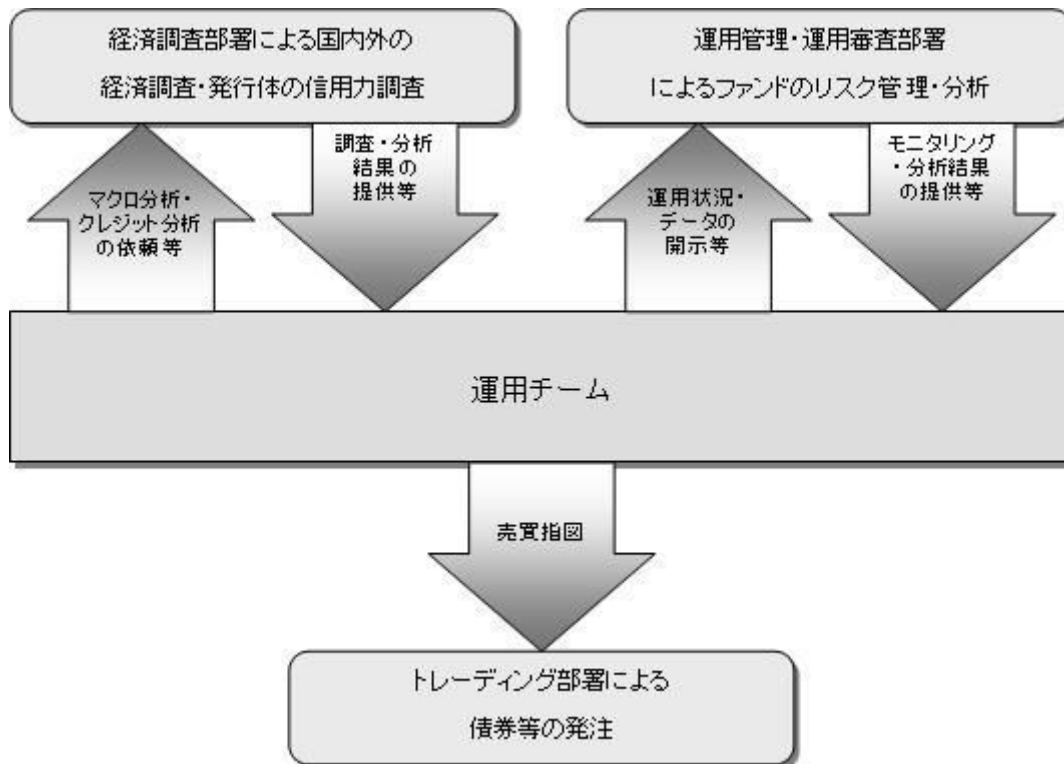 経済調査部署による国内外の
経済調査・発行体の信用力調査
運用管理・運用審査部署
によるファンドのリスク管理・分析
マクロ分析・
クレジット分析
の依頼等
調査・分析
結果の
提供等
運用状況・
データの
開示等
モニタリング
・分析結果
の提供等
運用チーム
売買指図
トレーディング部署による
債券等の発注